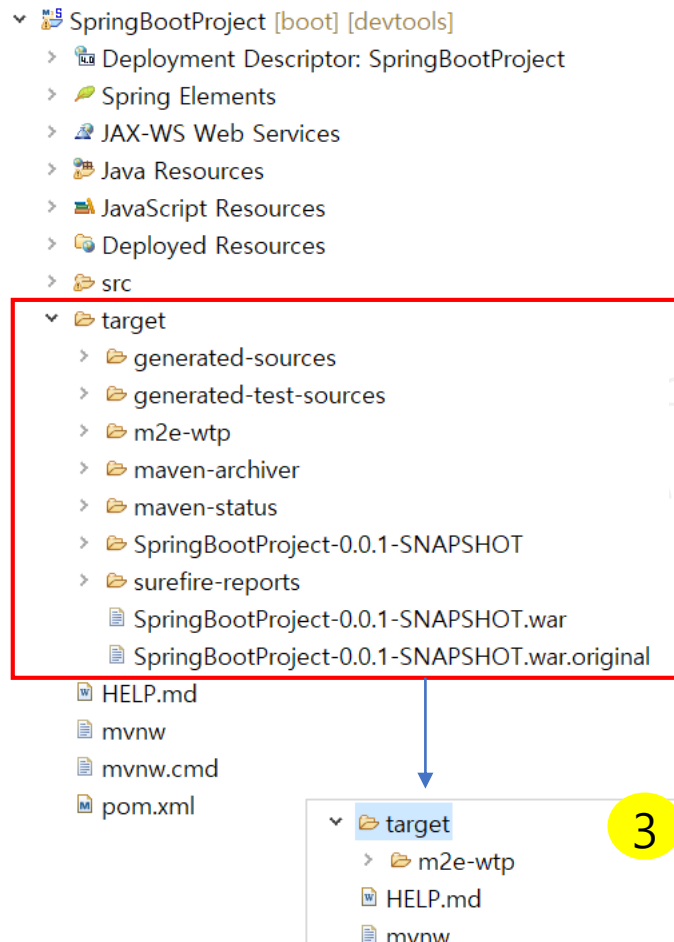 SpringBootProject [boot] [devtools]
Deployment Descriptor: SpringBootProject
Spring Elements
JAX-WS Web Services
Java Resources
JavaScript Resources
Deployed Resources
src
target
generated-sources
generated-test-sources
m2e-wtp
maven-archiver
maven-status
SpringBootProject-0.0.1-SNAPSHOT
surefire-reports
SpringBootProject-0.0.1-SNAPSHOT.war
SpringBootProject-0.0.1-SNAPSHOT.war.original
HELP.md
mvnw
mvnw.cmd
pom.xml
target
3
m2e-wtp
HELP.md
mvnw